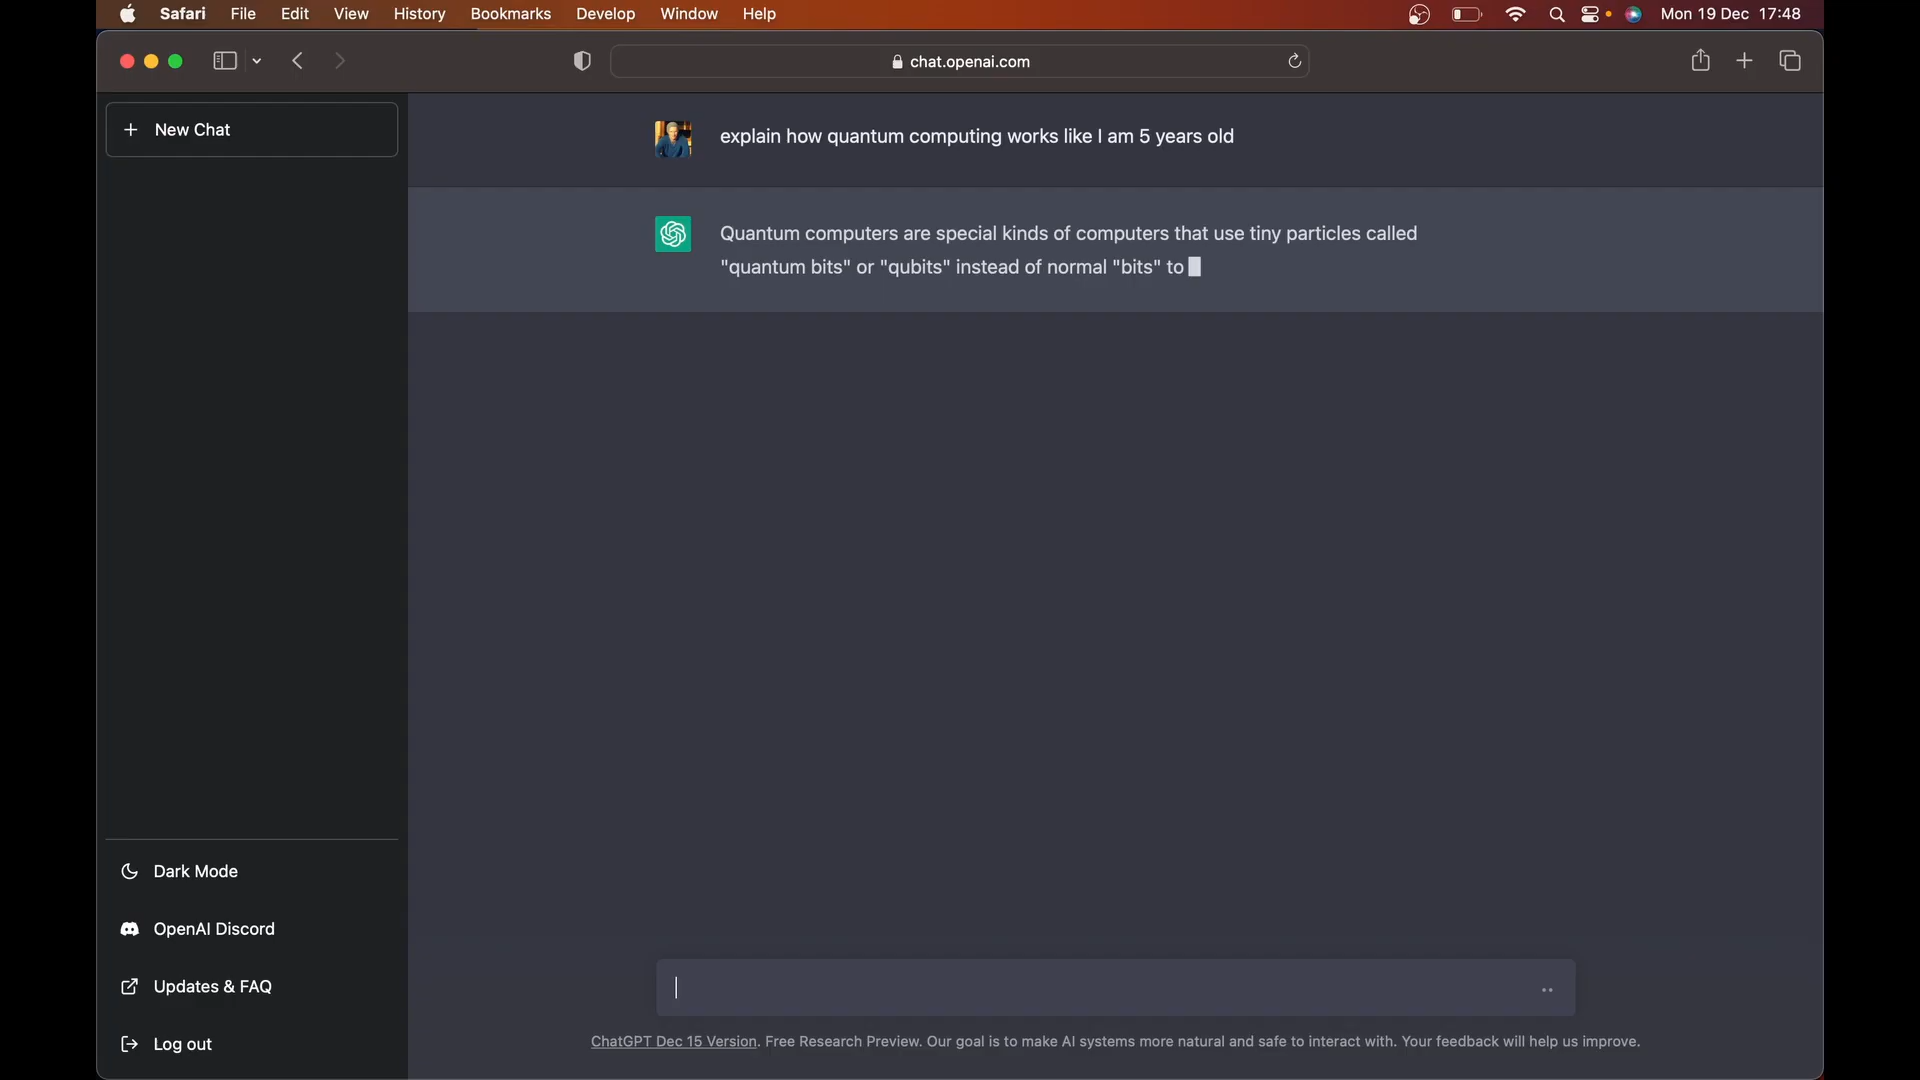 Safari File Edit View History Bookmarks Develop Window Help Mon 19 Dec 17:48
chat.openai.com
New Chat
explain how quantum computing works like I am 5 years old
Quantum computers are special kinds of computers that use tiny particles called
"quantum bits" or "qubits" instead of normal "bits" to
Dark Mode
OpenAI Discord
Updates & FAQ
Log out
ChatGPT Dec 15 Version. Free Research Preview. Our goal is to make AI systems more natural and safe to interact with. Your feedback will help us improve.